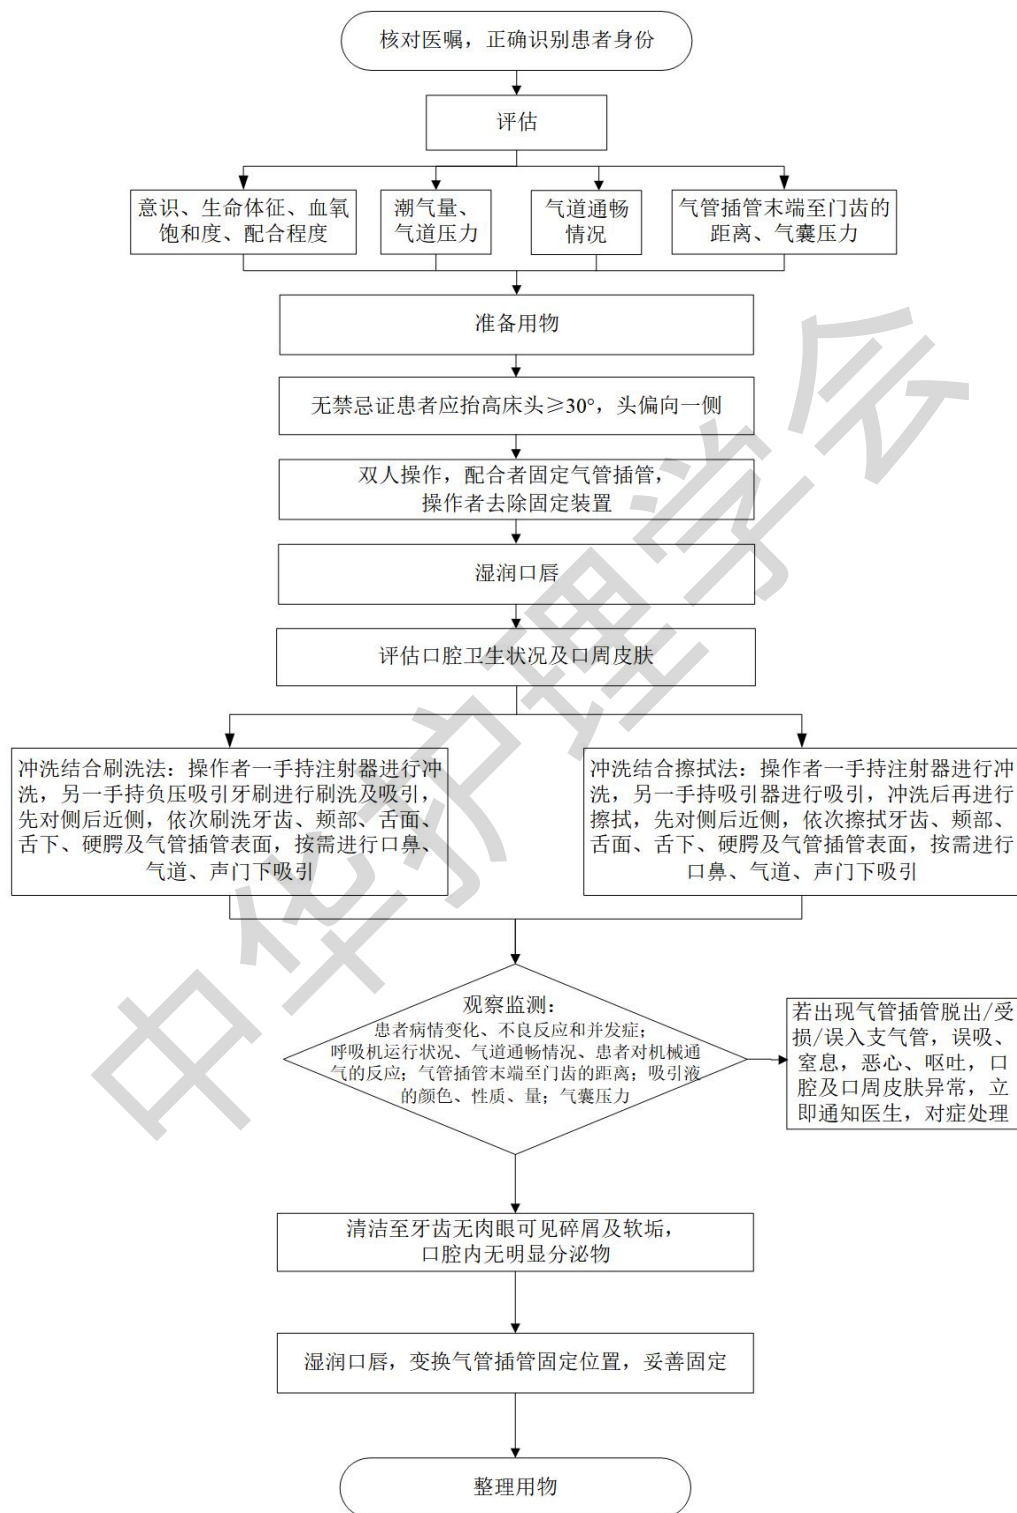 核对医嘱，正确识别患者身份
评估
意识、生命体征、血氧
饱和度、配合程度
潮气量、
气道压力
气道通畅
情况
气管插管末端至门齿的
距离、气囊压力
准备用物
无禁忌证患者应抬高床头≥30°，头偏向一侧
双人操作，配合者固定气管插管，
操作者去除固定装置
湿润口唇
评估口腔卫生状况及口周皮肤
冲洗结合刷洗法：操作者一手持注射器进行冲
洗，另一手持负压吸引牙刷进行刷洗及吸引，
先对侧后近侧，依次刷洗牙齿、颊部、舌面、
舌下、硬腭及气管插管表面，按需进行口鼻、
气道、声门下吸引
冲洗结合擦拭法：操作者一手持注射器进行冲
洗，另一手持吸引器进行吸引，冲洗后再进行
擦拭，先对侧后近侧，依次擦拭牙齿、颊部、
舌面、舌下、硬腭及气管插管表面，按需进行
口鼻、气道、声门下吸引
观察监测：
患者病情变化、不良反应和并发症；
呼吸机运行状况、气道通畅情况、患者对机械通
气的反应；气管插管末端至门齿的距离；吸引液
的颜色、性质、量；气囊压力
若出现气管插管脱出/受
损/误入支气管，误吸、
窒息，恶心、呕吐，口
腔及口周皮肤异常，立
即通知医生，对症处理
清洁至牙齿无肉眼可见碎屑及软垢，
口腔内无明显分泌物
湿润口唇，变换气管插管固定位置，妥善固定
整理用物
中华护理学会